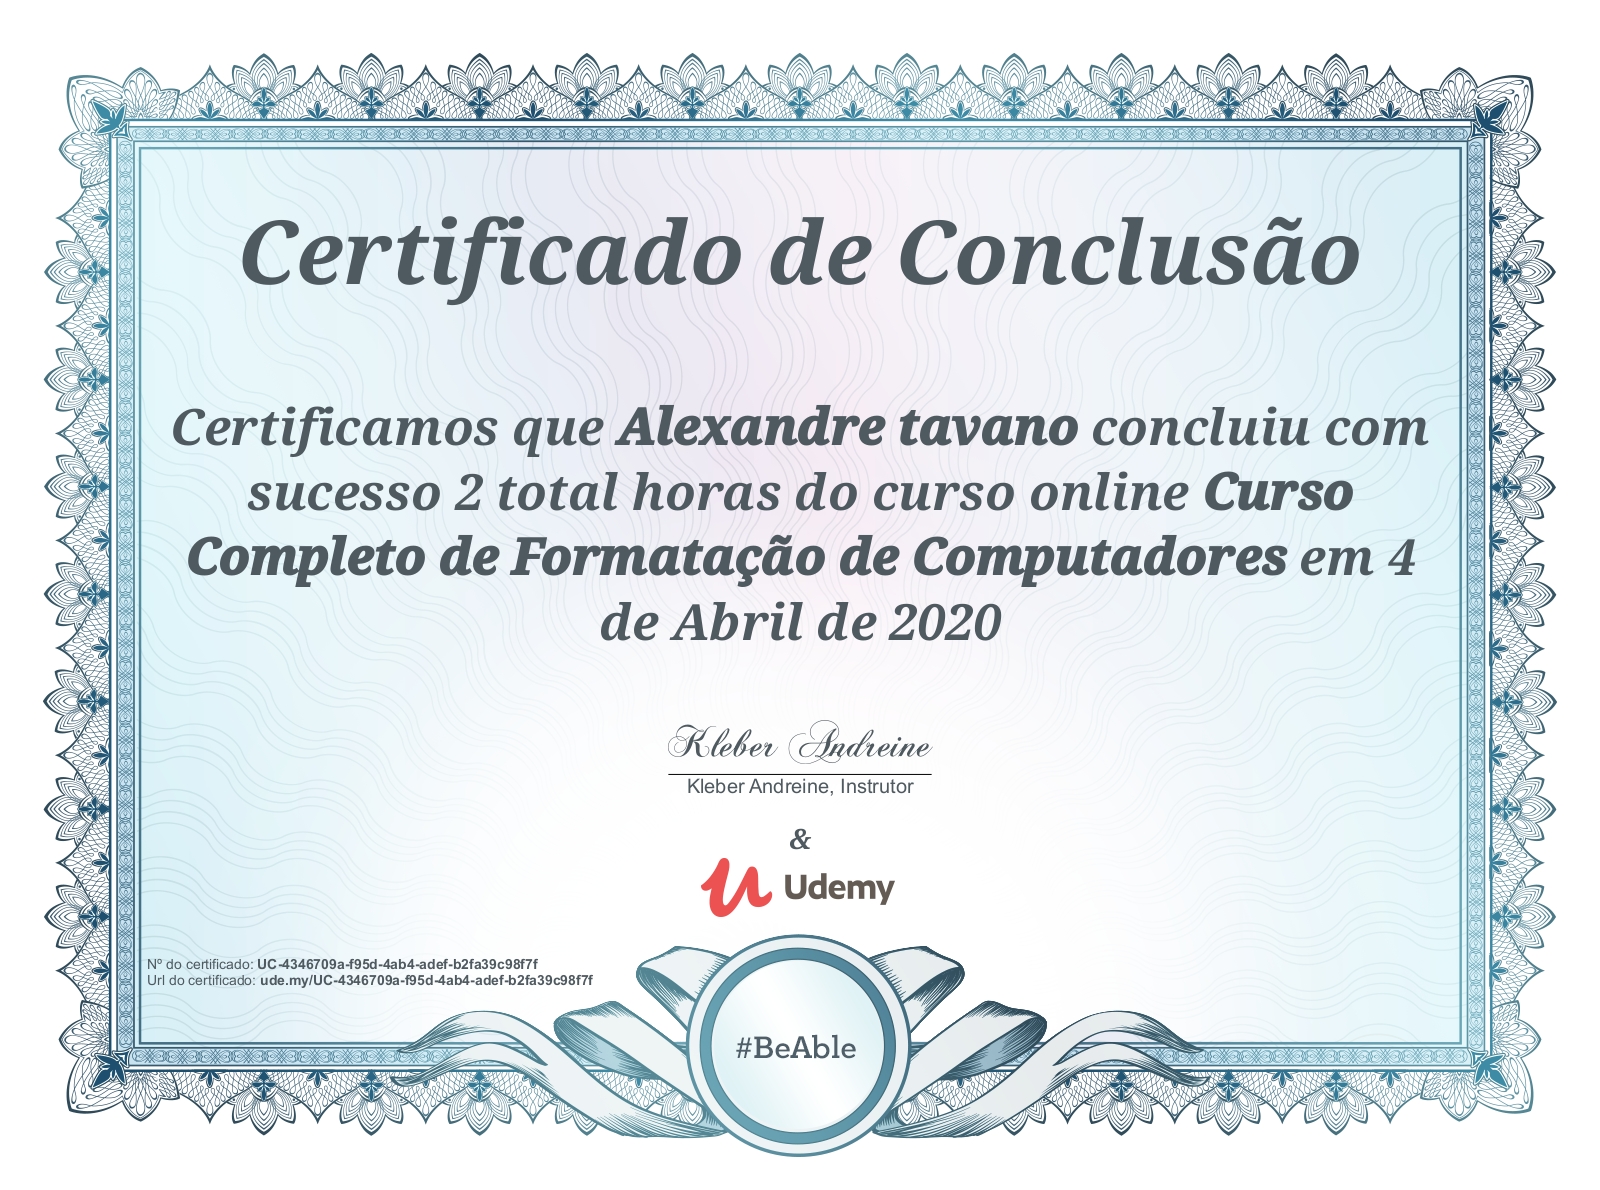 Certificado de Conclusão
Certificamos que Alexandre tavano concluiu com
sucesso 2 total horas do curso online Curso
Completo de Formatação de Computadores em 4
de Abril de 2020
Kleber Andreine
Kleber Andreine, Instrutor
&
Udemy
Nº do certificado: UC-4346709a-f95d-4ab4-adef-b2fa39c98f7f
Url do certificado: ude.my/UC-4346709a-f95d-4ab4-adef-b2fa39c98f7f
#BeAble